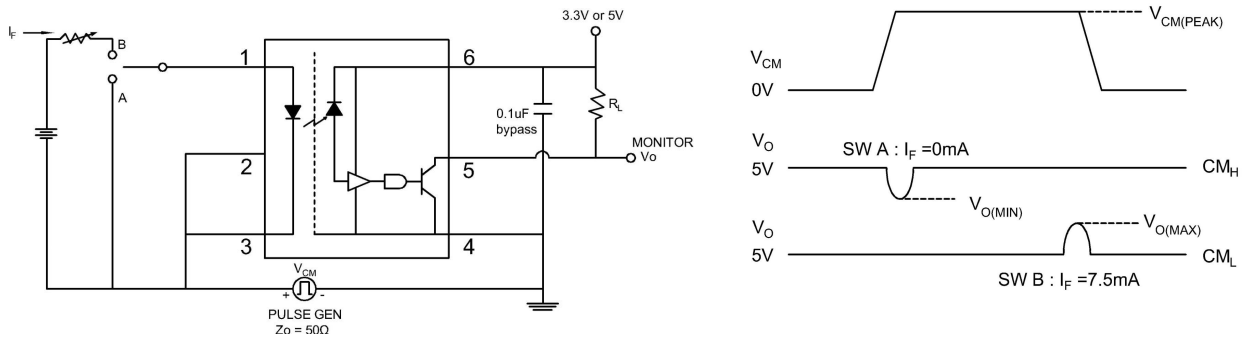 I_F
B
A
1
2
3
6
5
4
3.3V or 5V
0.1uF
bypass
R_L
MONITOR
Vo
V_CM
+ -
PULSE GEN
Zo = 50Ω
V_CM(PEAK)
V_CM
0V
V_O
5V
SW A : I_F =0mA
CM_H
V_O(MIN)
V_O
5V
V_O(MAX)
CM_L
SW B : I_F =7.5mA